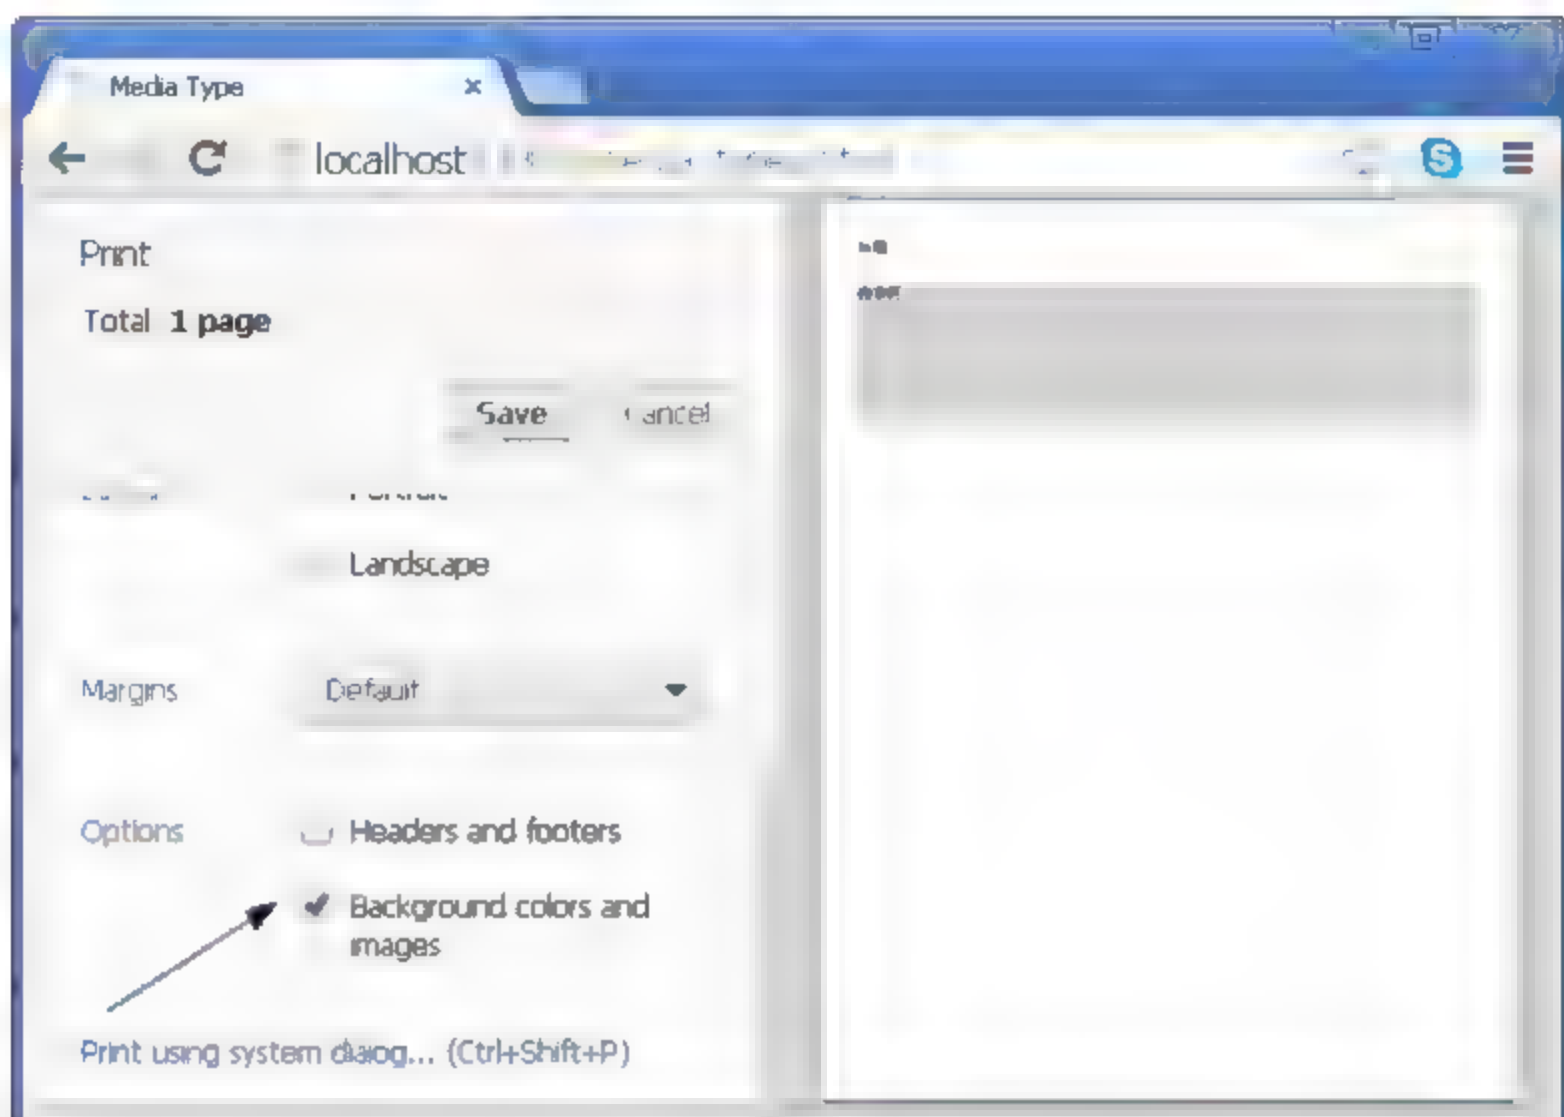 Media Type
localhost
Print
Total 1 page
Save Cancel
Landscape
Margins Default
Options Headers and footers
Background colors and
images
Print using system dialog... (Ctrl+Shift+P)